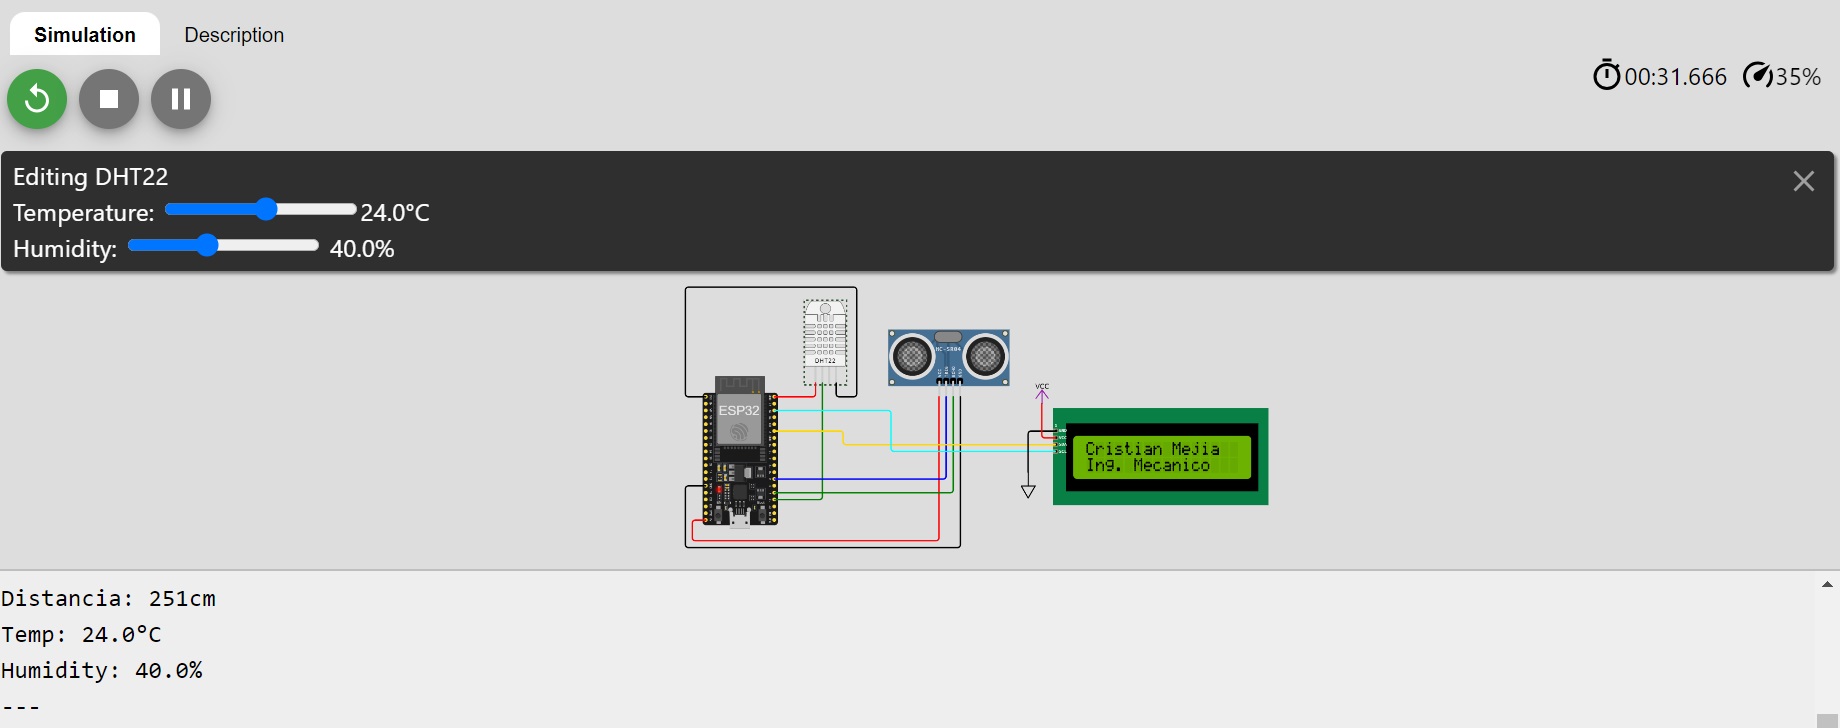 Simulation Description
00:31.666 35%
Editing DHT22
Temperature: 24.0°C
Humidity: 40.0%
DHT22
HC-SR04
ESP32
VCC
Cristian Mejia
Ing. Mecanico
Distancia: 251cm
Temp: 24.0°C
Humidity: 40.0%
---